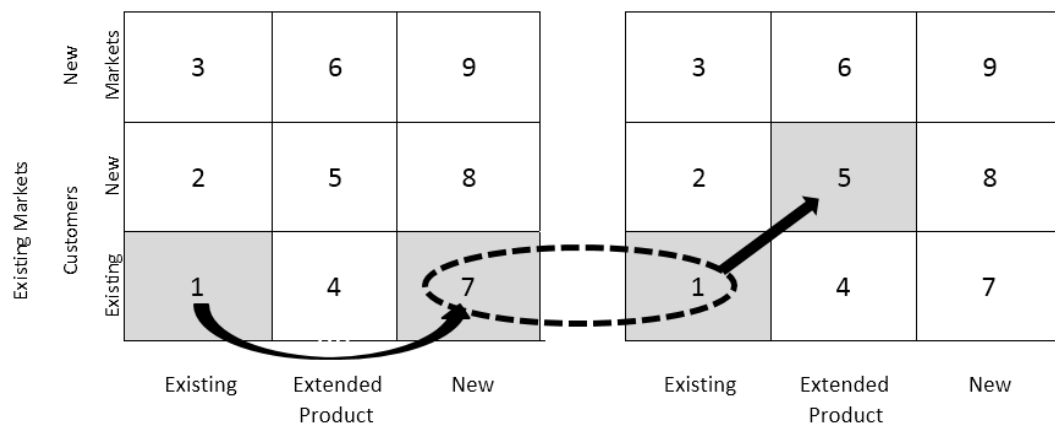 New
Markets
3 6 9
3 6 9
Existing Markets
Customers
New
2 5 8
2 5 8
Existing
1 4 7
1 4 7
Existing Extended New
Product
Existing Extended New
Product